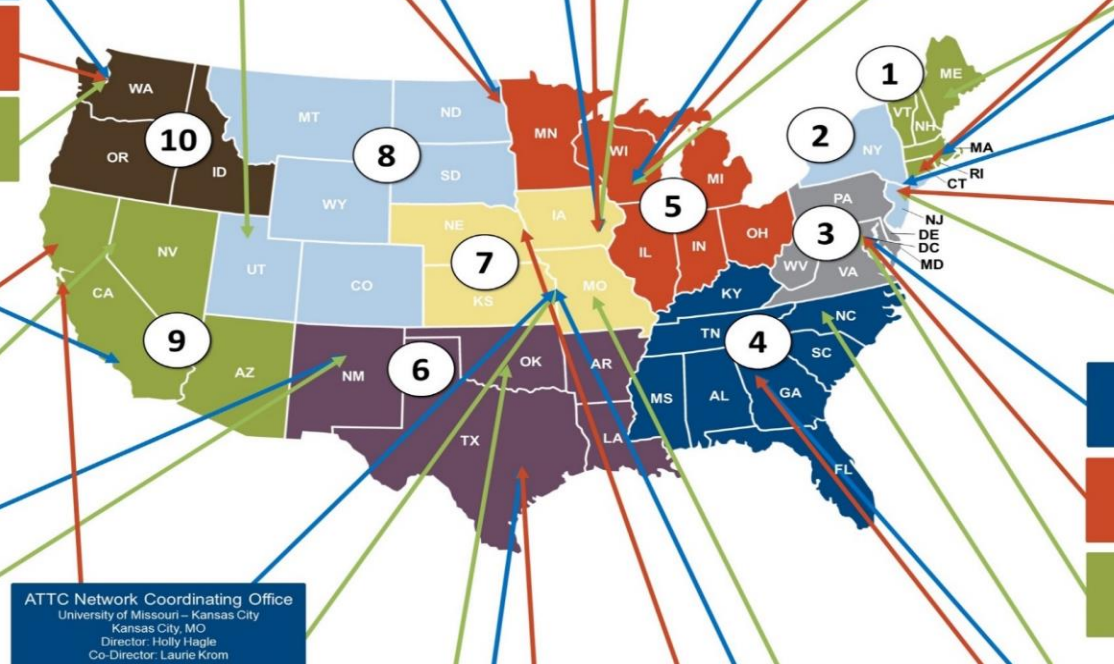 1
ME
VT
NH
MA
RI
CT
2
NY
NJ
3
PA
DE
DC
MD
WV
VA
4
KY
TN
NC
SC
MS
AL
GA
FL
5
MN
WI
MI
IL
IN
OH
6
NM
OK
AR
TX
LA
7
NE
IA
KS
MO
8
MT
ND
SD
WY
UT
CO
9
CA
NV
AZ
10
WA
OR
ID
ATTC Network Coordinating Office
University of Missouri – Kansas City
Kansas City, MO
Director: Holly Hagle
Co-Director: Laurie Krom